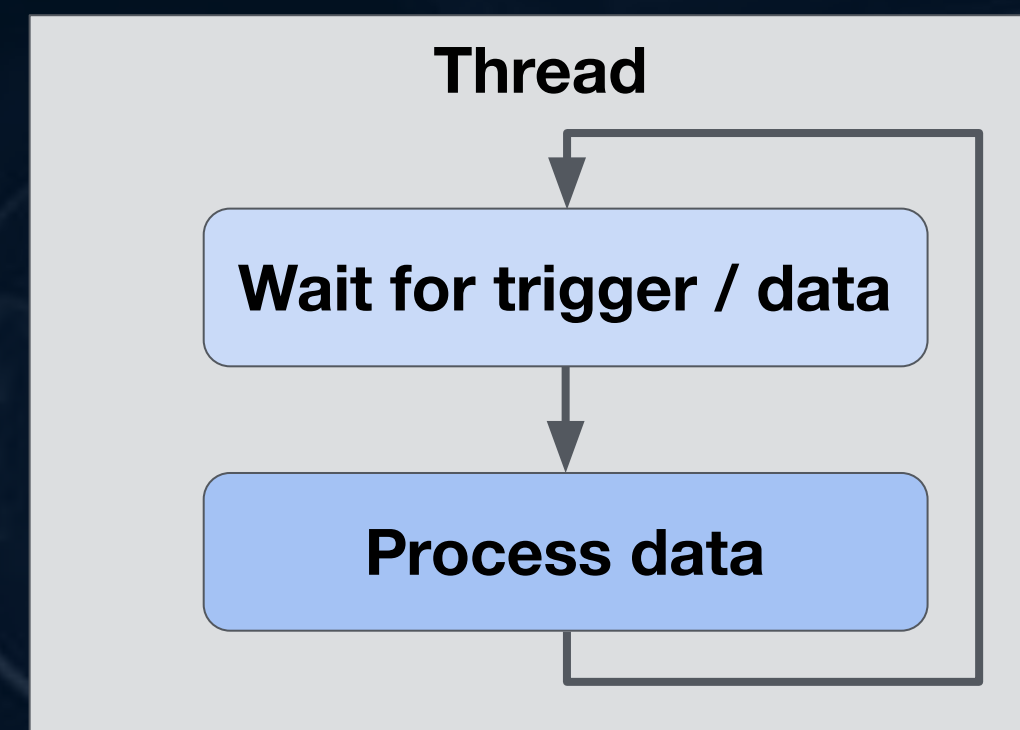 Thread
Wait for trigger / data
Process data